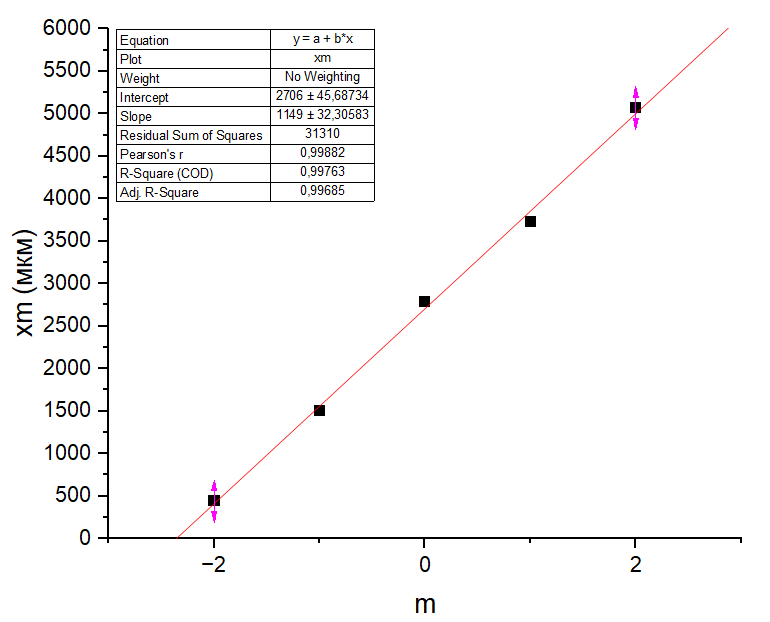 6000
5500
5000
4500
4000
3500
3000
2500
2000
1500
1000
500
0
xm (мкм)
Equation y = a + b*x
Plot xm
Weight No Weighting
Intercept 2706 ± 45,68734
Slope 1149 ± 32,30583
Residual Sum of Squares 31310
Pearson's r 0,99882
R-Square (COD) 0,99763
Adj. R-Square 0,99685
−2 0 2
m